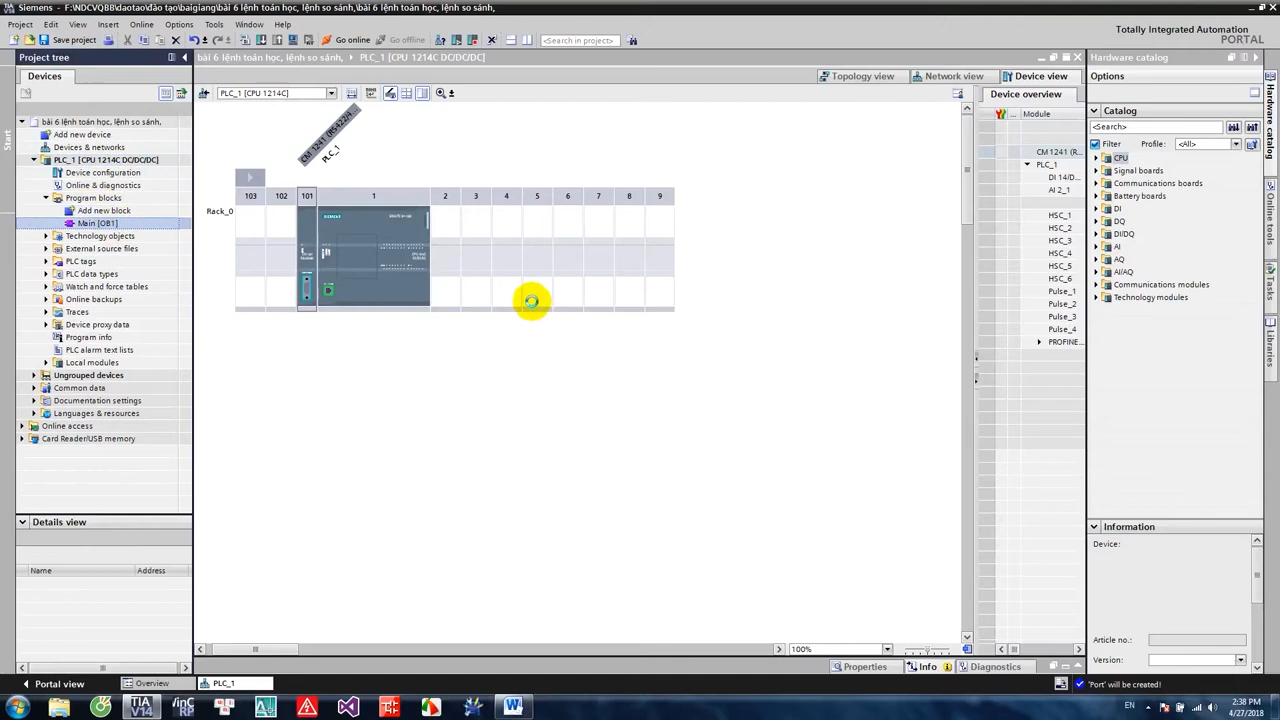 Siemens - F:\NDCVQBB\daotao\đào tạo\baigiang\bài 6 lệnh toán học, lệnh so sánh,\bài 6 lệnh toán học, lệnh so sánh,
TIA V14
Project Edit View Insert Online Options Tools Window Help
Totally Integrated Automation
PORTAL
Save project
Go online
Go offline
<Search in project>
Project tree
bài 6 lệnh toán học, lệnh so sánh, PLC_1 [CPU 1214C DC/DC/DC]
Hardware catalog
Devices
Topology view
Network view
Device view
Options
PLC_1 [CPU 1214C]
Device overview
Module
Catalog
<Search>
Filter
Profile:
<All>
bài 6 lệnh toán học, lệnh so sánh,
Add new device
Devices & networks
PLC_1 [CPU 1214C DC/DC/DC]
Device configuration
Online & diagnostics
Program blocks
Add new block
Main [OB1]
Technology objects
External source files
PLC tags
PLC data types
Watch and force tables
Online backups
Traces
Device proxy data
Program info
PLC alarm text lists
Local modules
Ungrouped devices
Common data
Documentation settings
Languages & resources
Online access
Card Reader/USB memory
Start
CM 1241 (RS422/4...
PLC_1
103 102 101 1 2 3 4 5 6 7 8 9
Rack_0
SIEMENS
CM 1241 (R...
PLC_1
DI 14/D...
AI 2_1
HSC_1
HSC_2
HSC_3
HSC_4
HSC_5
HSC_6
Pulse_1
Pulse_2
Pulse_3
Pulse_4
PROFINE...
CPU
Signal boards
Communications boards
Battery boards
DI
DQ
DI/DQ
AI
AQ
AI/AQ
Communications modules
Technology modules
Hardware catalog
Tasks
Libraries
Details view
Name
Address
Information
Device:
Article no.:
Version:
100%
Properties
Info
Diagnostics
Portal view
Overview
PLC_1
'Port' will be created!
TIA
V14
EN
2:38 PM
4/27/2018